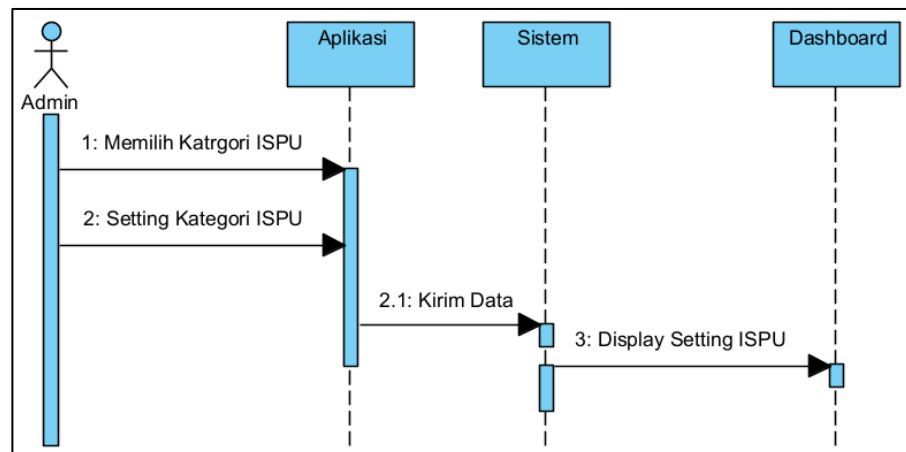 Aplikasi
Sistem
Dashboard
Admin
1: Memilih Katrgori ISPU
2: Setting Kategori ISPU
2.1: Kirim Data
3: Display Setting ISPU